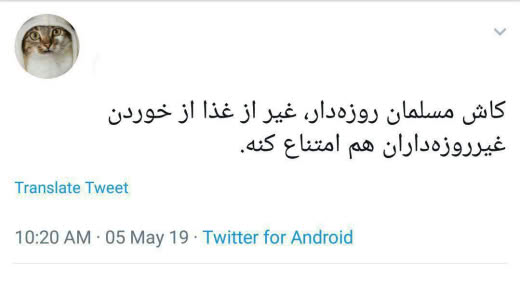 کاش مسلمان روزه‌دار، غیر از غذا از خوردن
غیرروزه‌داران هم امتناع کنه.
Translate Tweet
10:20 AM · 05 May 19 · Twitter for Android